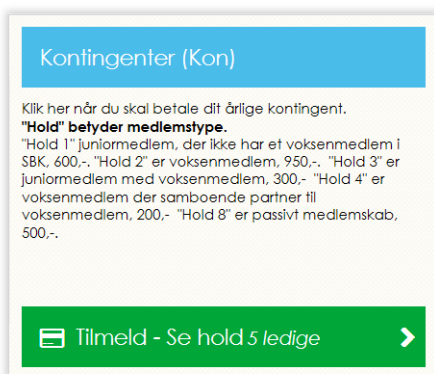 Kontingenter (Kon)
Klik her når du skal betale dit årlige kontingent.
"Hold" betyder medlemstype.
"Hold 1" juniormedlem, der ikke har et voksenmedlem i
SBK, 600,-. "Hold 2" er voksenmedlem, 950,-.  "Hold 3" er
juniormedlem med voksenmedlem, 300,-  "Hold 4" er
voksenmedlem der samboende partner til
voksenmedlem, 200,-  "Hold 8" er passivt medlemskab,
500,-.
Tilmeld - Se hold 5 ledige